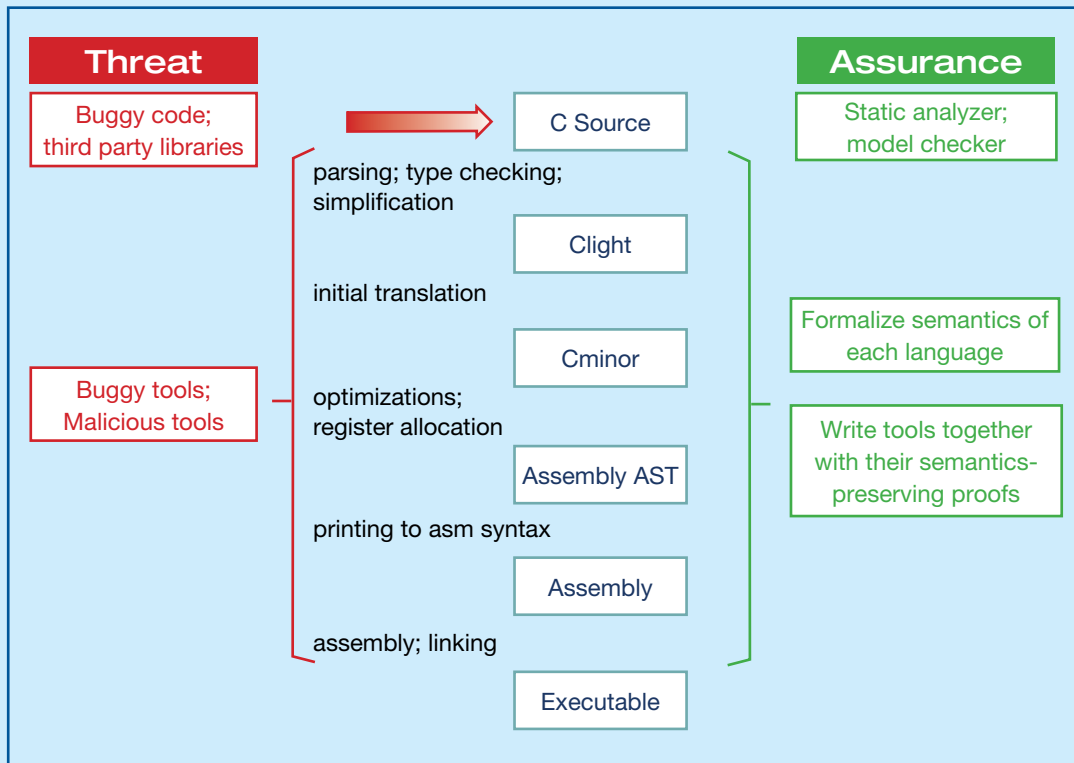 Threat
Assurance
Buggy code;
third party libraries
C Source
Static analyzer;
model checker
parsing; type checking;
simplification
Clight
initial translation
Formalize semantics of
each language
Cminor
Buggy tools;
Malicious tools
optimizations;
register allocation
Write tools together
with their semantics-
preserving proofs
Assembly AST
printing to asm syntax
Assembly
assembly; linking
Executable